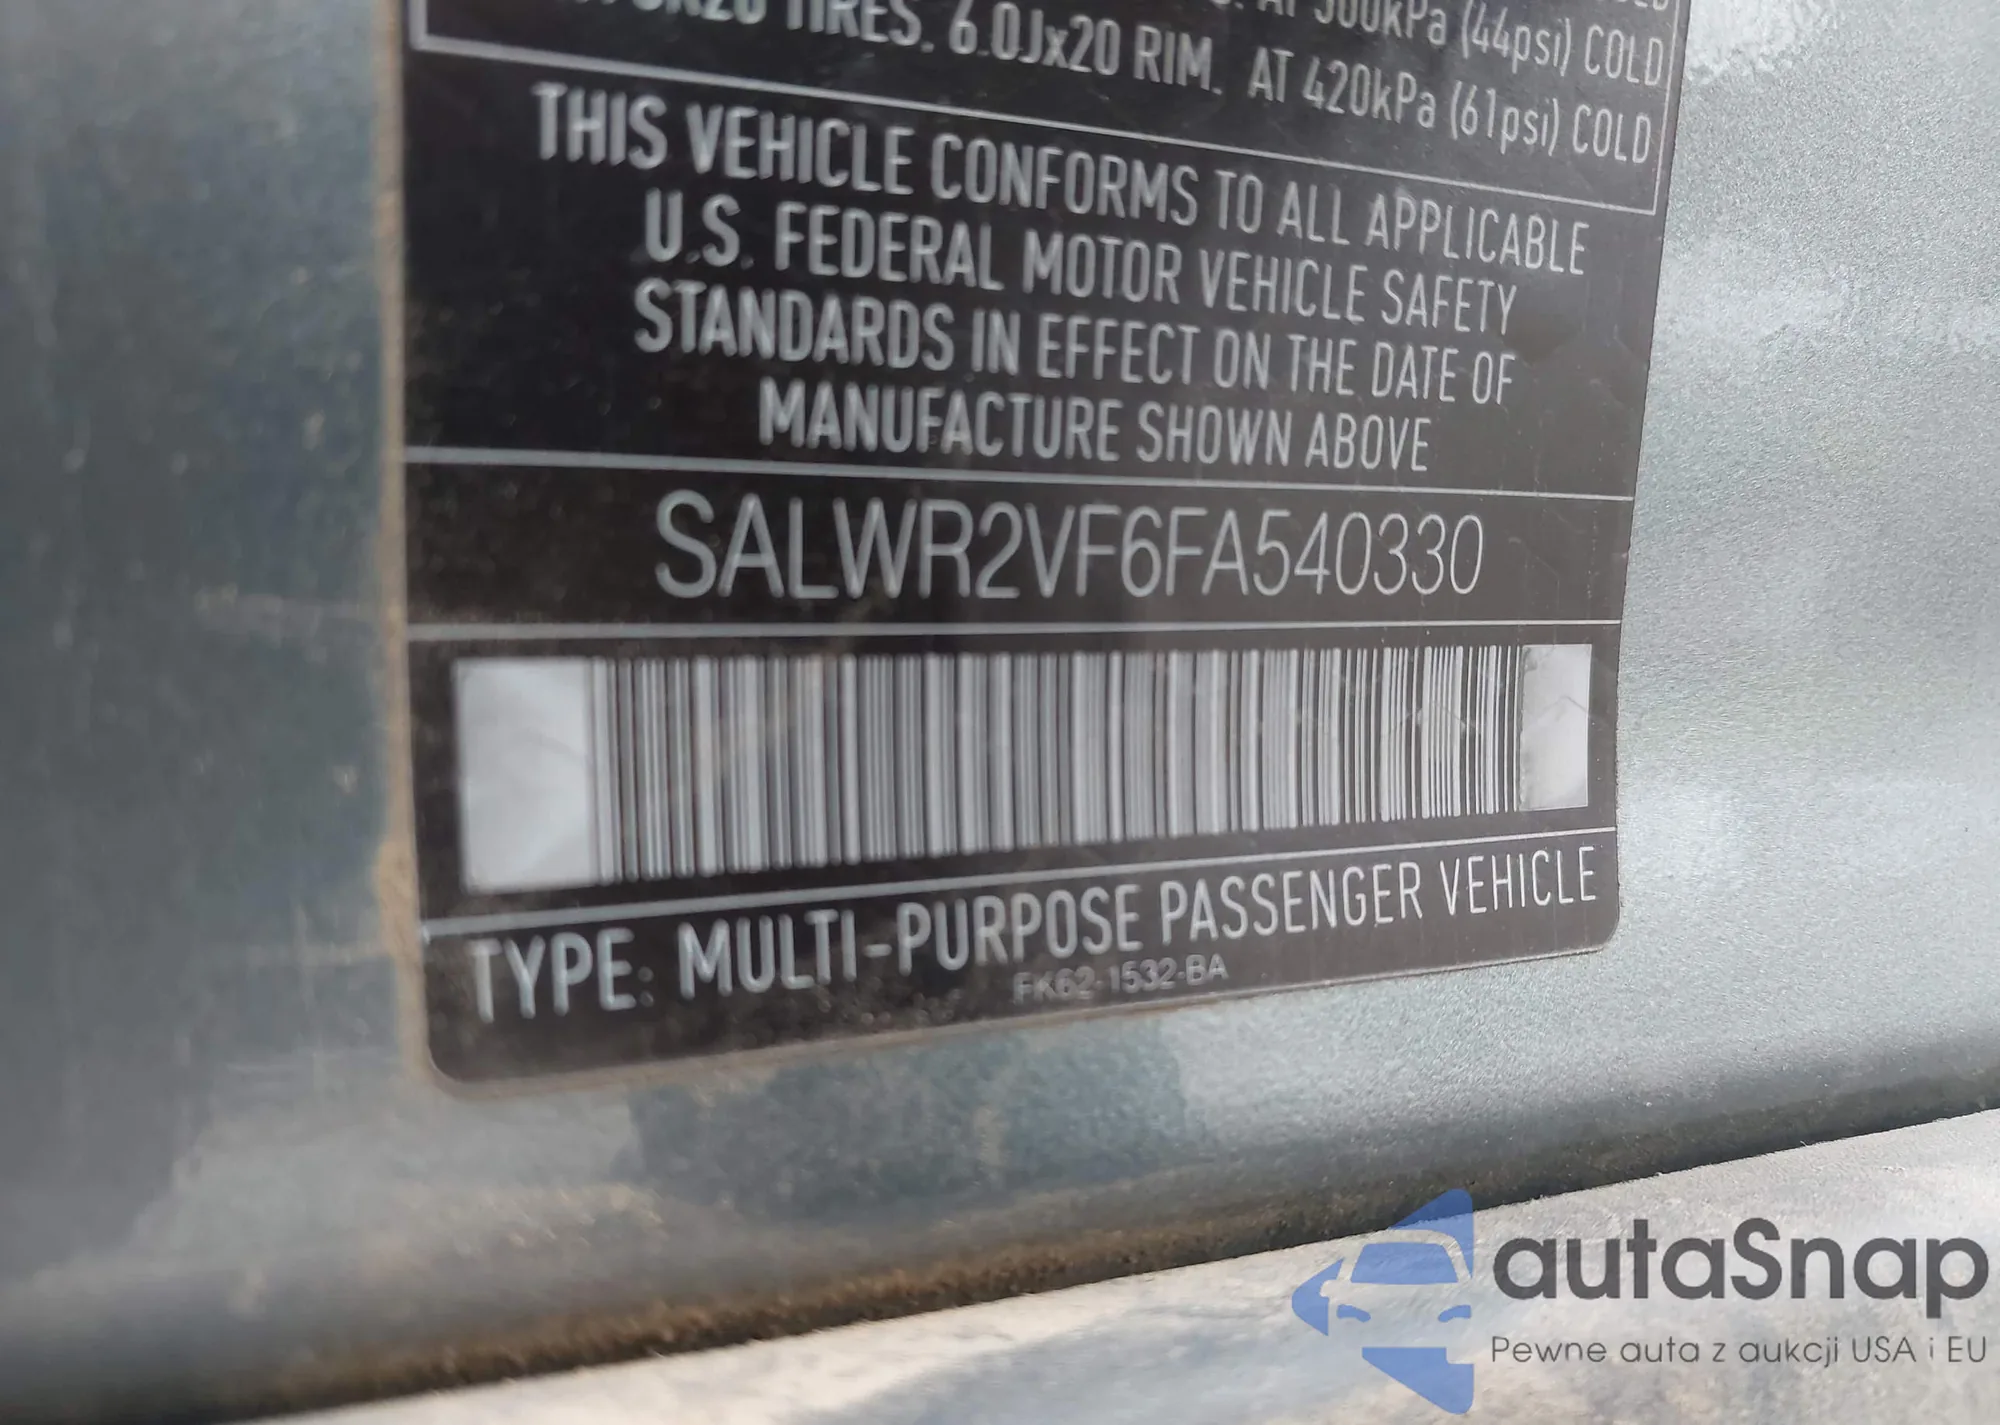 TIRES. 6.0Jx20 RIM. AT 300kPa (44psi) COLD
AT 420kPa (61psi) COLD
THIS VEHICLE CONFORMS TO ALL APPLICABLE
U.S. FEDERAL MOTOR VEHICLE SAFETY
STANDARDS IN EFFECT ON THE DATE OF
MANUFACTURE SHOWN ABOVE
SALWR2VF6FA540330
TYPE: MULTI-PURPOSE PASSENGER VEHICLE
FK62-1532-BA
autaSnap
Pewne auta z aukcji USA i EU